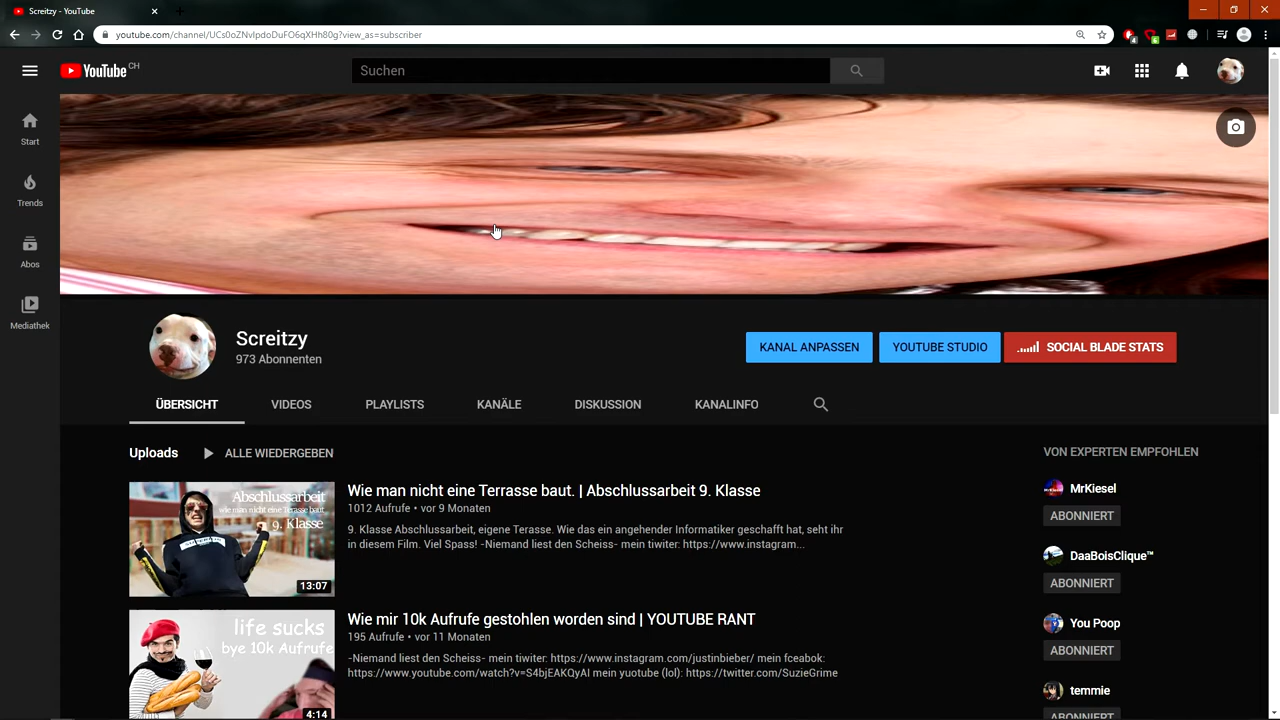 Screitzy - YouTube
youtube.com/channel/UCs0oZNvIpdoDuFO6qXHh80g?view_as=subscriber
YouTube CH
Suchen
Start
Trends
Abos
Mediathek
Screitzy
973 Abonnenten
KANAL ANPASSEN
YOUTUBE STUDIO
SOCIAL BLADE STATS
ÜBERSICHT VIDEOS PLAYLISTS KANÄLE DISKUSSION KANALINFO
Uploads ALLE WIEDERGEBEN
Abschlussarbeit
wie man nicht eine Terrasse baut
9. Klasse
13:07
Wie man nicht eine Terrasse baut. | Abschlussarbeit 9. Klasse
1012 Aufrufe • vor 9 Monaten
9. Klasse Abschlussarbeit, eigene Terasse. Wie das ein angehender Informatiker geschafft hat, seht ihr
in diesem Film. Viel Spass! -Niemand liest den Scheiss- mein tiwiter: https://www.instagram...
life sucks
bye 10k Aufrufe
4:14
Wie mir 10k Aufrufe gestohlen worden sind | YOUTUBE RANT
195 Aufrufe • vor 11 Monaten
-Niemand liest den Scheiss- mein tiwiter: https://www.instagram.com/justinbieber/ mein fceabok:
https://www.youtube.com/watch?v=S4bjEAKQyAI mein yuotube (lol): https://twitter.com/SuzieGrime
VON EXPERTEN EMPFOHLEN
MrKiesel
ABONNIERT
DaaBoisClique™
ABONNIERT
You Poop
ABONNIERT
temmie
ABONNIERT